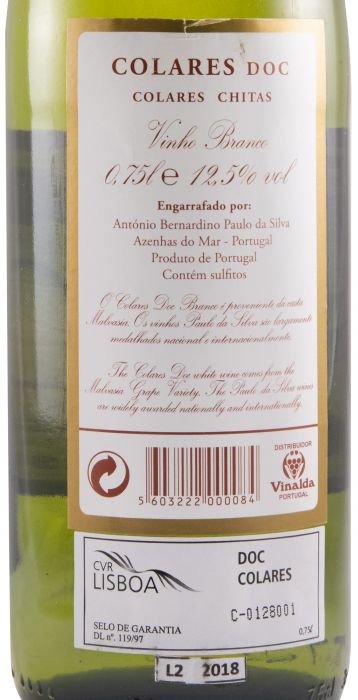 COLARES DOC
COLARES CHITAS
Vinho Branco
0,75l e 12,5% vol
Engarrafado por:
António Bernardino Paulo da Silva
Azenhas do Mar - Portugal
Produto de Portugal
Contém sulfitos
O Colares Doc Branco é proveniente da casta
Malvasia. Os vinhos Paulo da Silva são largamente
medalhados nacional e internacionalmente.
The Colares Doc white wine comes from the
Malvasia Grape Variety. The Paulo da Silva wines
are widely awarded nationally and internationally.
5 603222 000084
DISTRIBUIDOR
Vinalda
PORTUGAL
CVR
LISBOA
SELO DE GARANTIA
DL nº. 119/97
DOC
COLARES
C-0128001
0,75ℓ
L2 2018